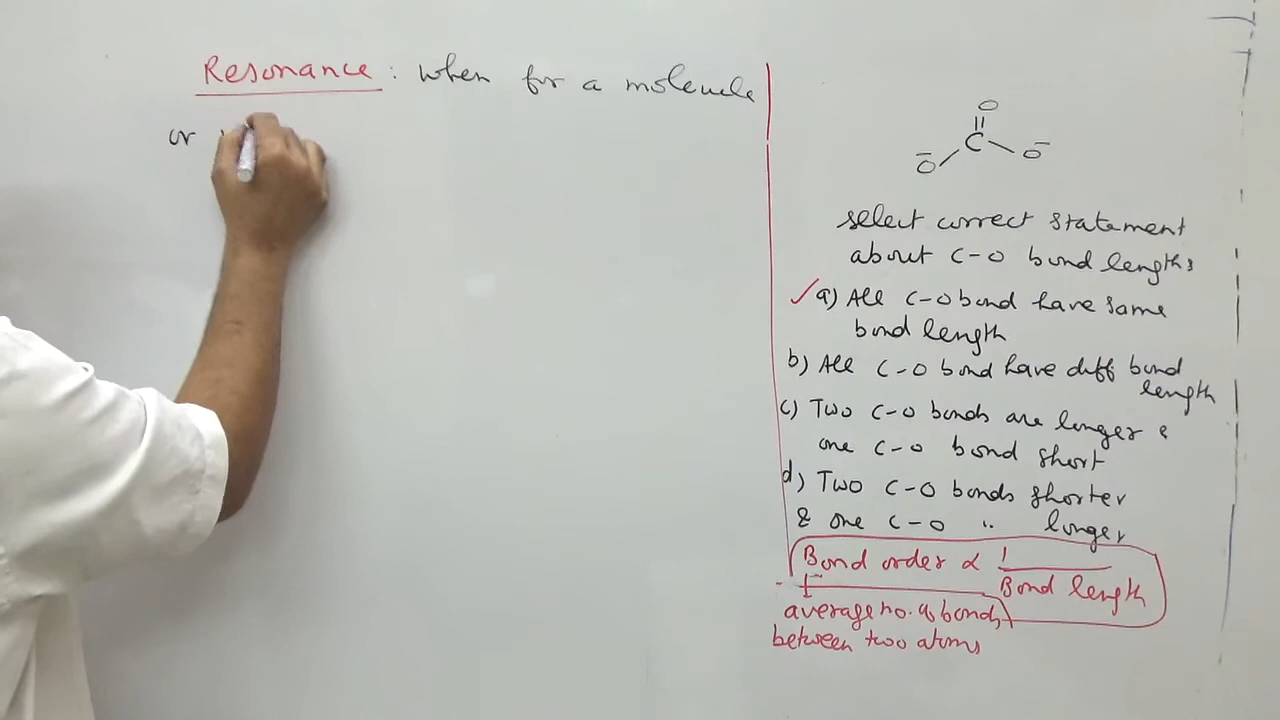 Resonance : when for a molecule
or
O
||
C
O⁻ O⁻
select correct statement
about C-O bond lengths
✓ a) All C-O bond have same
bond length
b) All C-O bond have diff bond
length
c) Two C-O bonds are longer &
one C-O bond short
d) Two C-O bonds shorter
& one C-O " longer
Bond order ∝ 1/Bond length
average no. of bonds
between two atoms